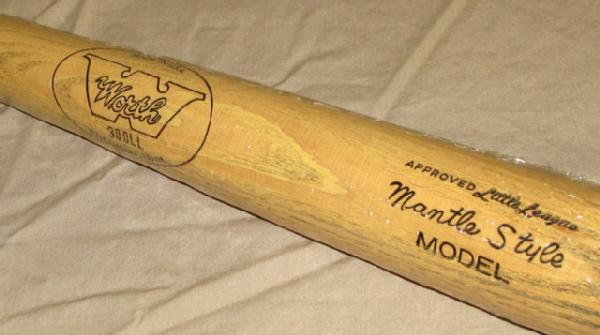 Worth
W
300LL
APPROVED Little League
Mantle Style
MODEL